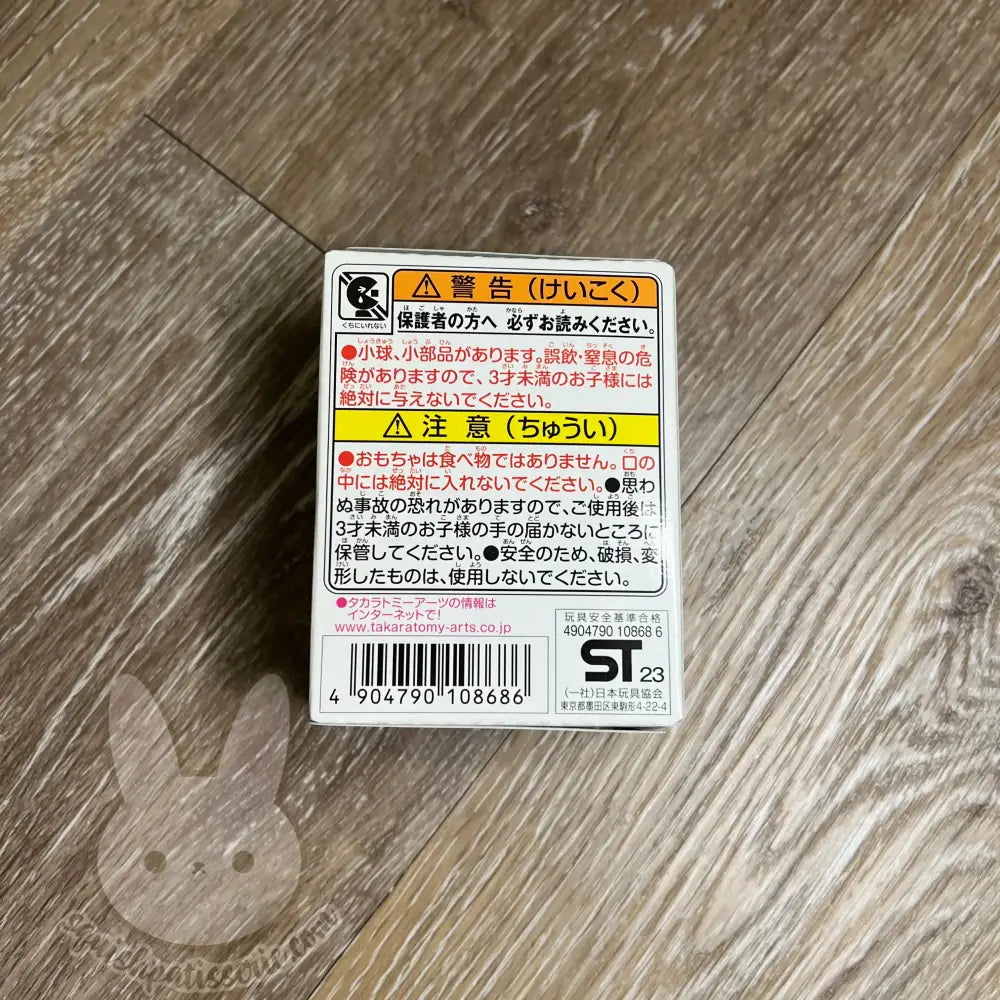 くちにいれない
⚠警告(けいこく)
保護者の方へ 必ずお読みください。
●小球、小部品があります。誤飲・窒息の危
険がありますので、3才未満のお子様には
絶対に与えないでください。
⚠注意(ちゅうい)
●おもちゃは食べ物ではありません。口の
中には絶対に入れないでください。●思わ
ぬ事故の恐れがありますので、ご使用後は
3才未満のお子様の手の届かないところに
保管してください。●安全のため、破損、変
形したものは、使用しないでください。
●タカラトミーアーツの情報は
インターネットで!
www.takaratomy-arts.co.jp
4 904790 108686
玩具安全基準合格
4904790 10868 6
ST 23
(一社)日本玩具協会
東京都墨田区東駒形4-22-4
Squishpatisserie.com